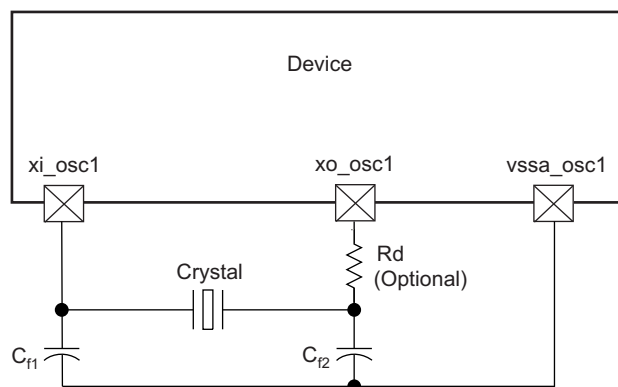 Device
xi_osc1
xo_osc1
vssa_osc1
Crystal
Rd
(Optional)
Cf1
Cf2